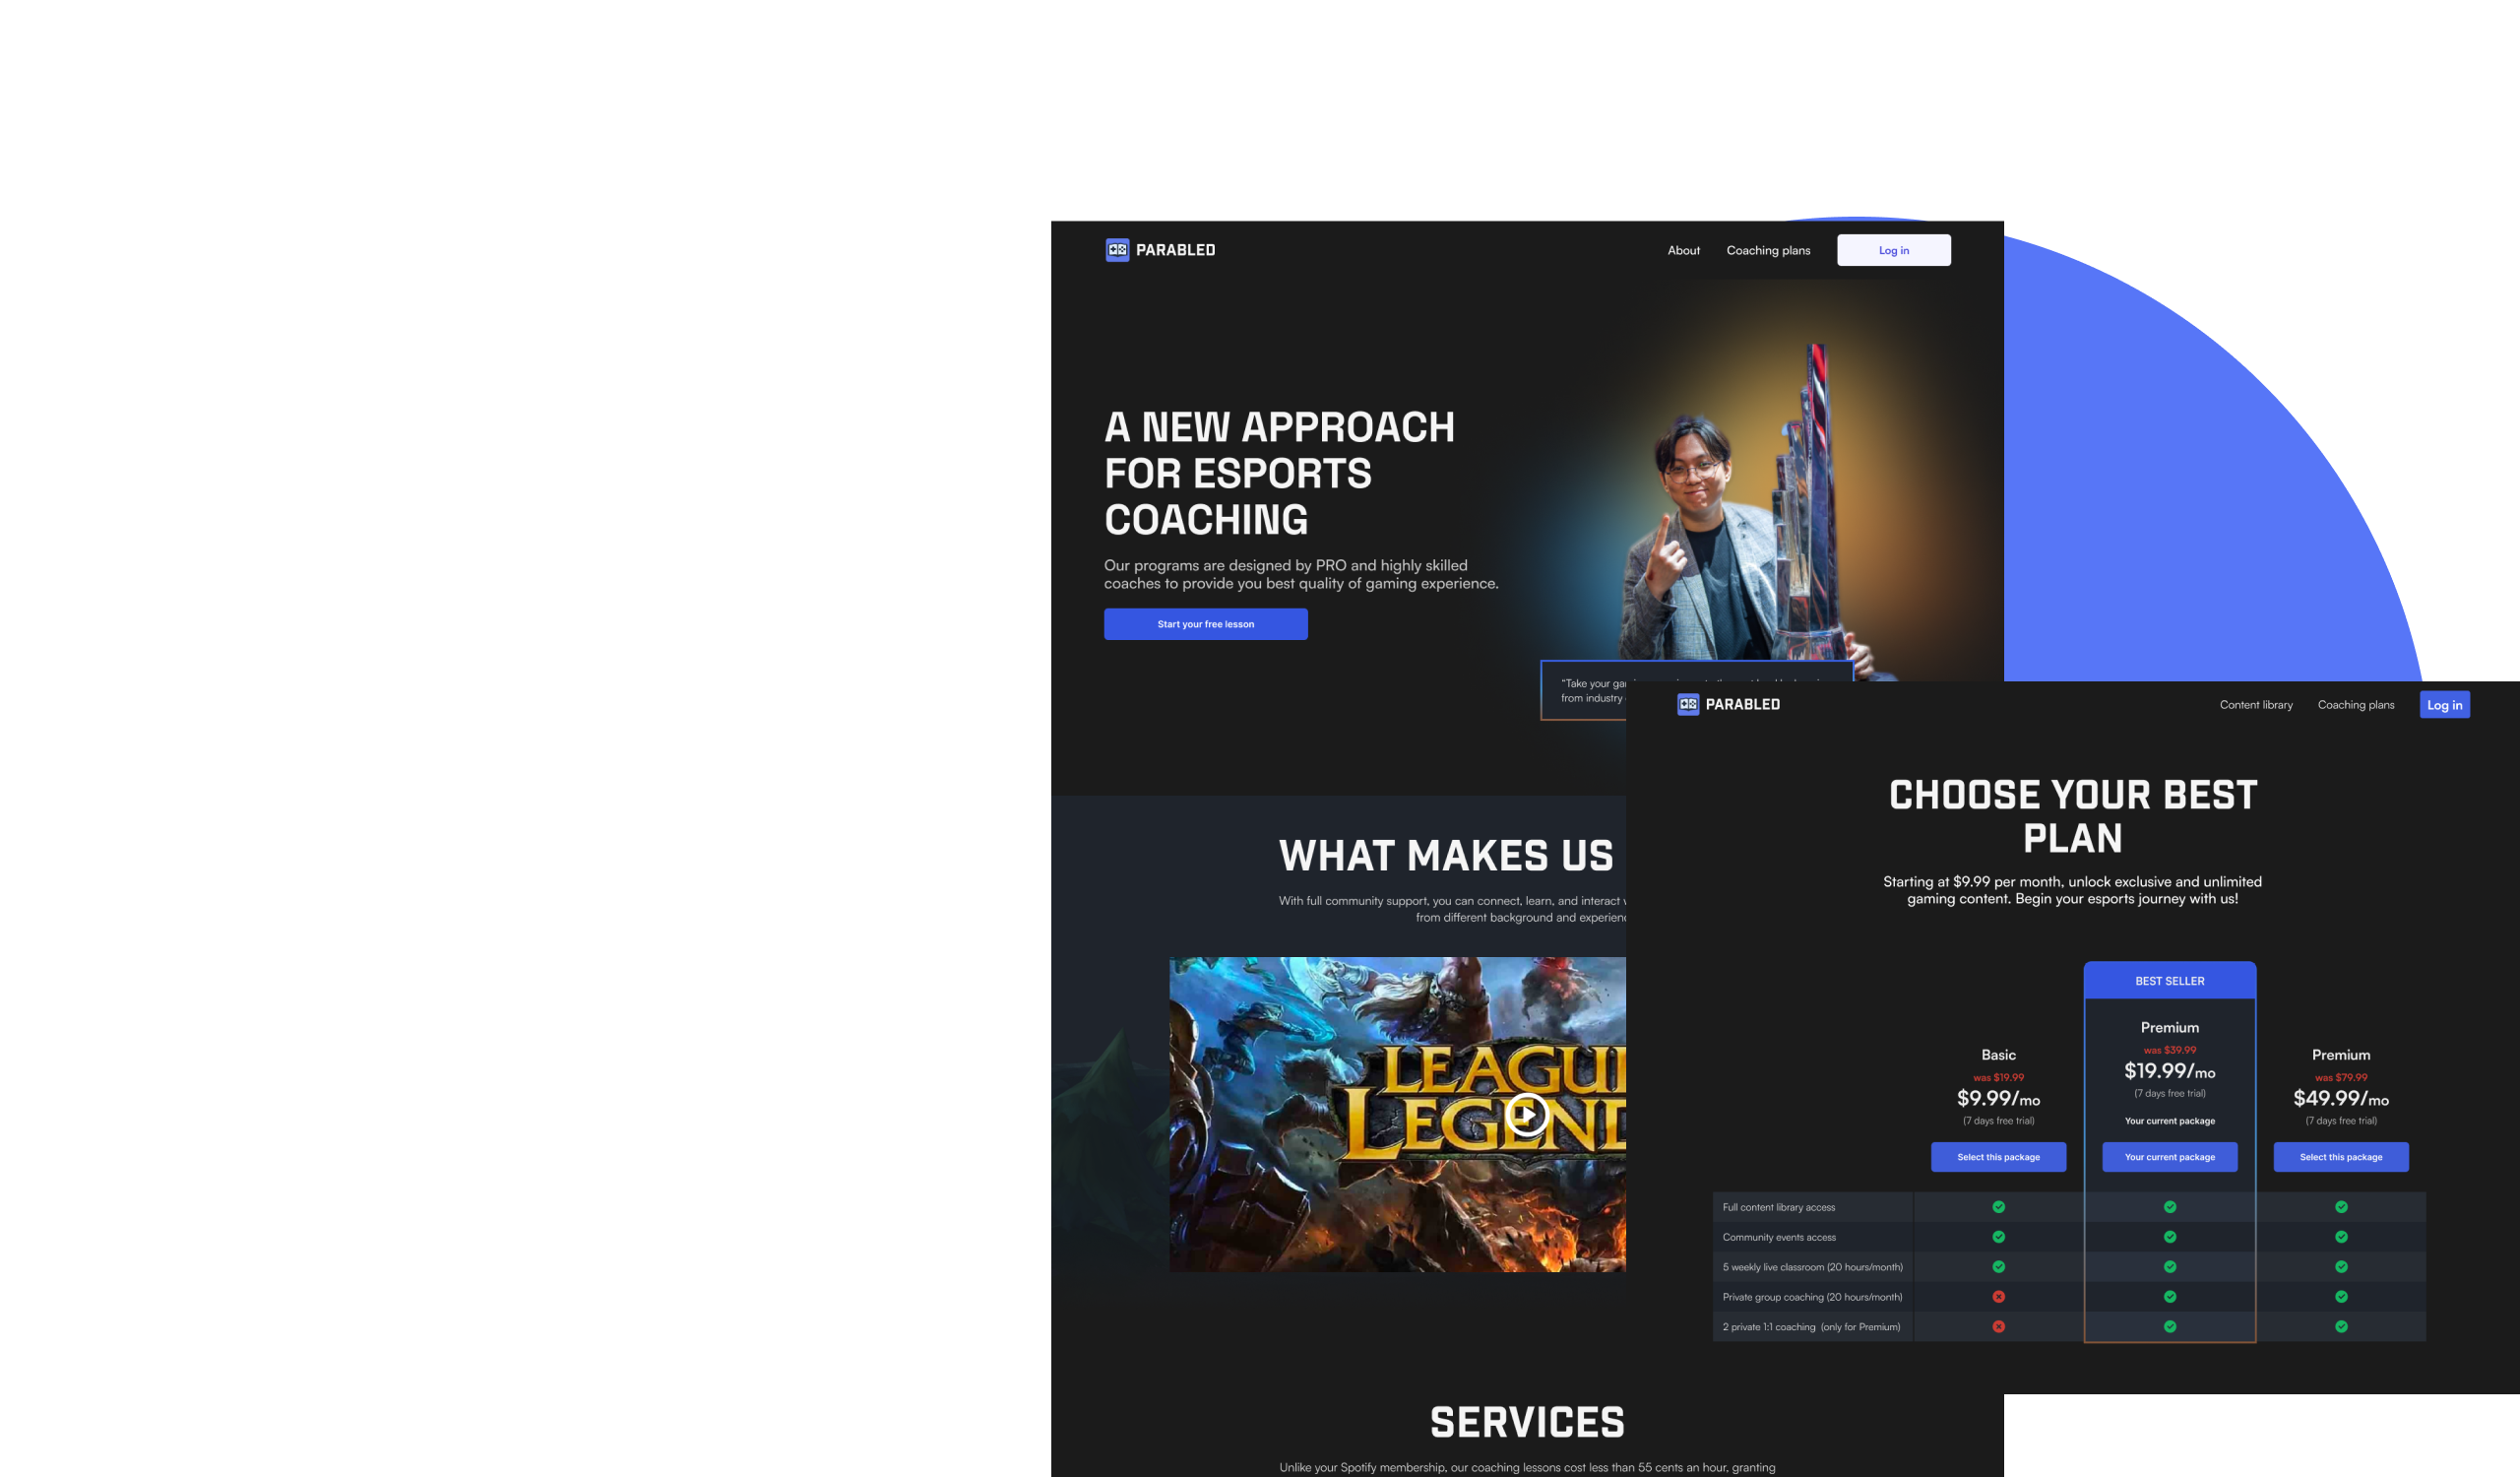 PARABLED
About
Coaching plans
Log in
A NEW APPROACH
FOR ESPORTS
COACHING
Our programs are designed by PRO and highly skilled
coaches to provide you best quality of gaming experience.
Start your free lesson
“Take your
from industry
WHAT MAKES US
With full community support, you can connect, learn, and interact
from different background and
LEAGUE
LEGEND
SERVICES
Unlike your Spotify membership, our coaching lessons cost less than 55 cents an hour, granting
PARABLED
Content library
Coaching plans
Log in
CHOOSE YOUR BEST
PLAN
Starting at $9.99 per month, unlock exclusive and unlimited
gaming content. Begin your esports journey with us!
Basic
was $19.99
$9.99/mo
(7 days free trial)
Select this package
BEST SELLER
Premium
was $39.99
$19.99/mo
(7 days free trial)
Your current package
Your current package
Premium
was $79.99
$49.99/mo
(7 days free trial)
Select this package
Full content library access
Community events access
5 weekly live classroom (20 hours/month)
Private group coaching (20 hours/month)
2 private 1:1 coaching (only for Premium)